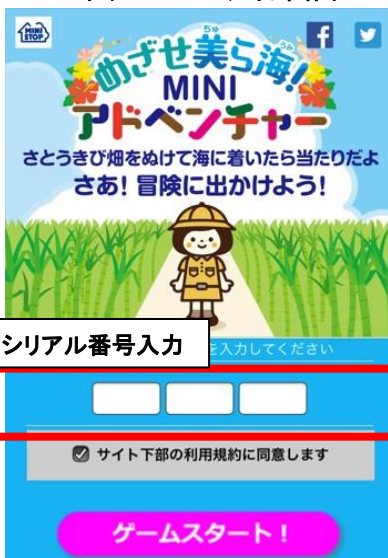 MINI
STOP
ちゅ うみ
めざせ美ら海!
MINI
アドベンチャー
さとうきび畑をぬけて海に着いたら当たりだよ
さあ!冒険に出かけよう!
シリアル番号入力
を入力してください
サイト下部の利用規約に同意します
ゲームスタート!